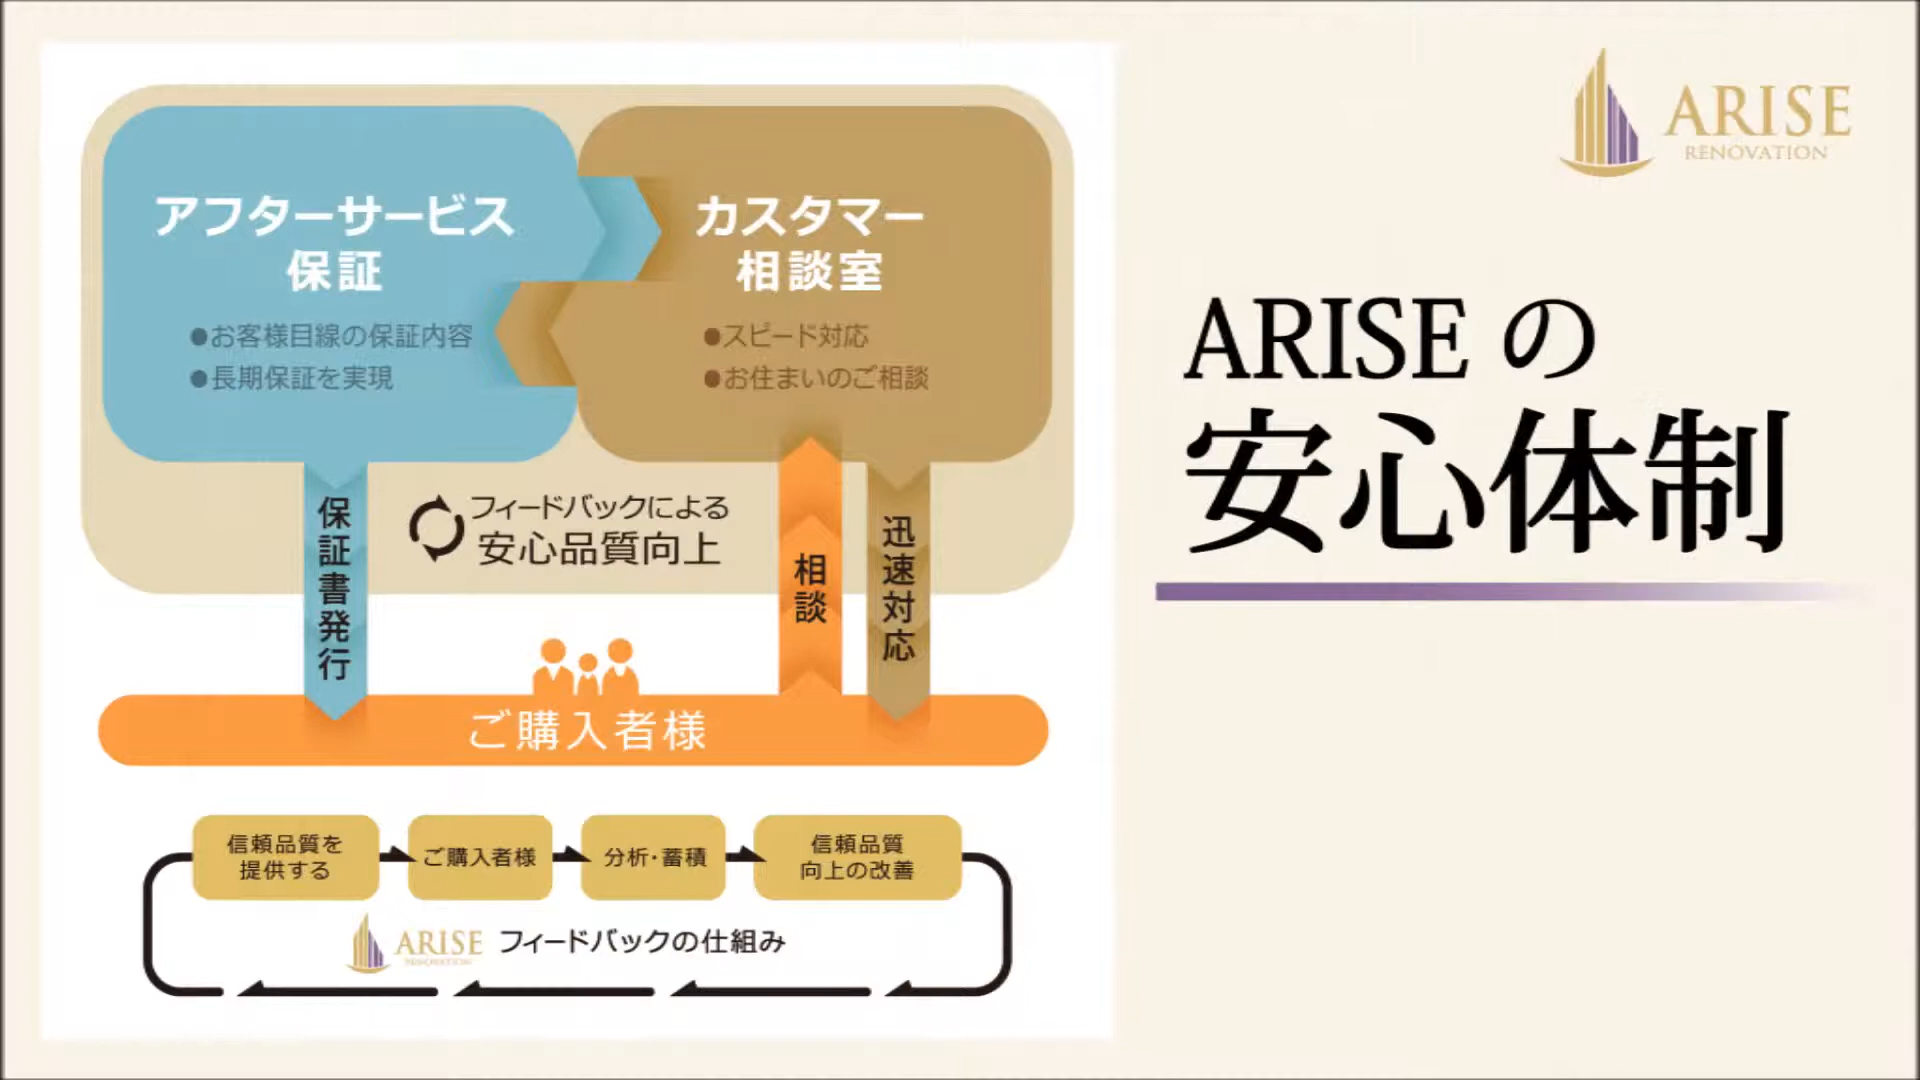 アフターサービス
保証
●お客様目線の保証内容
●長期保証を実現
カスタマー
相談室
●スピード対応
●お住まいのご相談
保証書発行
フィードバックによる
安心品質向上
相談
迅速対応
ご購入者様
信頼品質を
提供する
ご購入者様
分析・蓄積
信頼品質
向上の改善
ARISE
RENOVATION
フィードバックの仕組み
ARISE
RENOVATION
ARISE の
安心体制